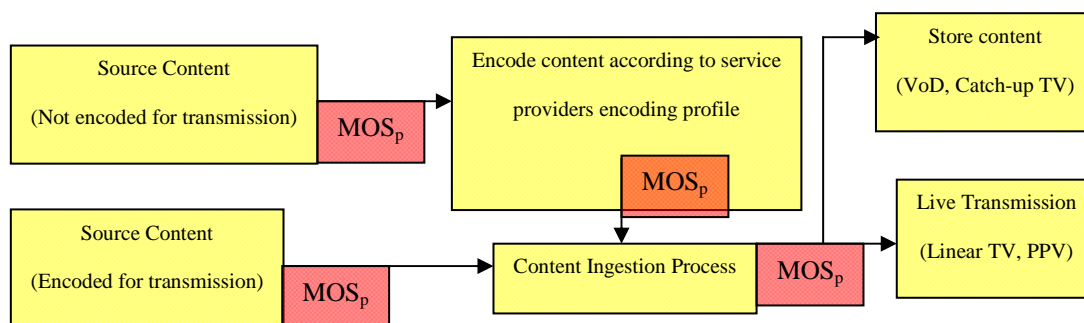 Source Content
(Not encoded for transmission)
MOSp
Encode content according to service
providers encoding profile
MOSp
Store content
(VoD, Catch-up TV)
Source Content
(Encoded for transmission)
MOSp
Content Ingestion Process
MOSp
Live Transmission
(Linear TV, PPV)